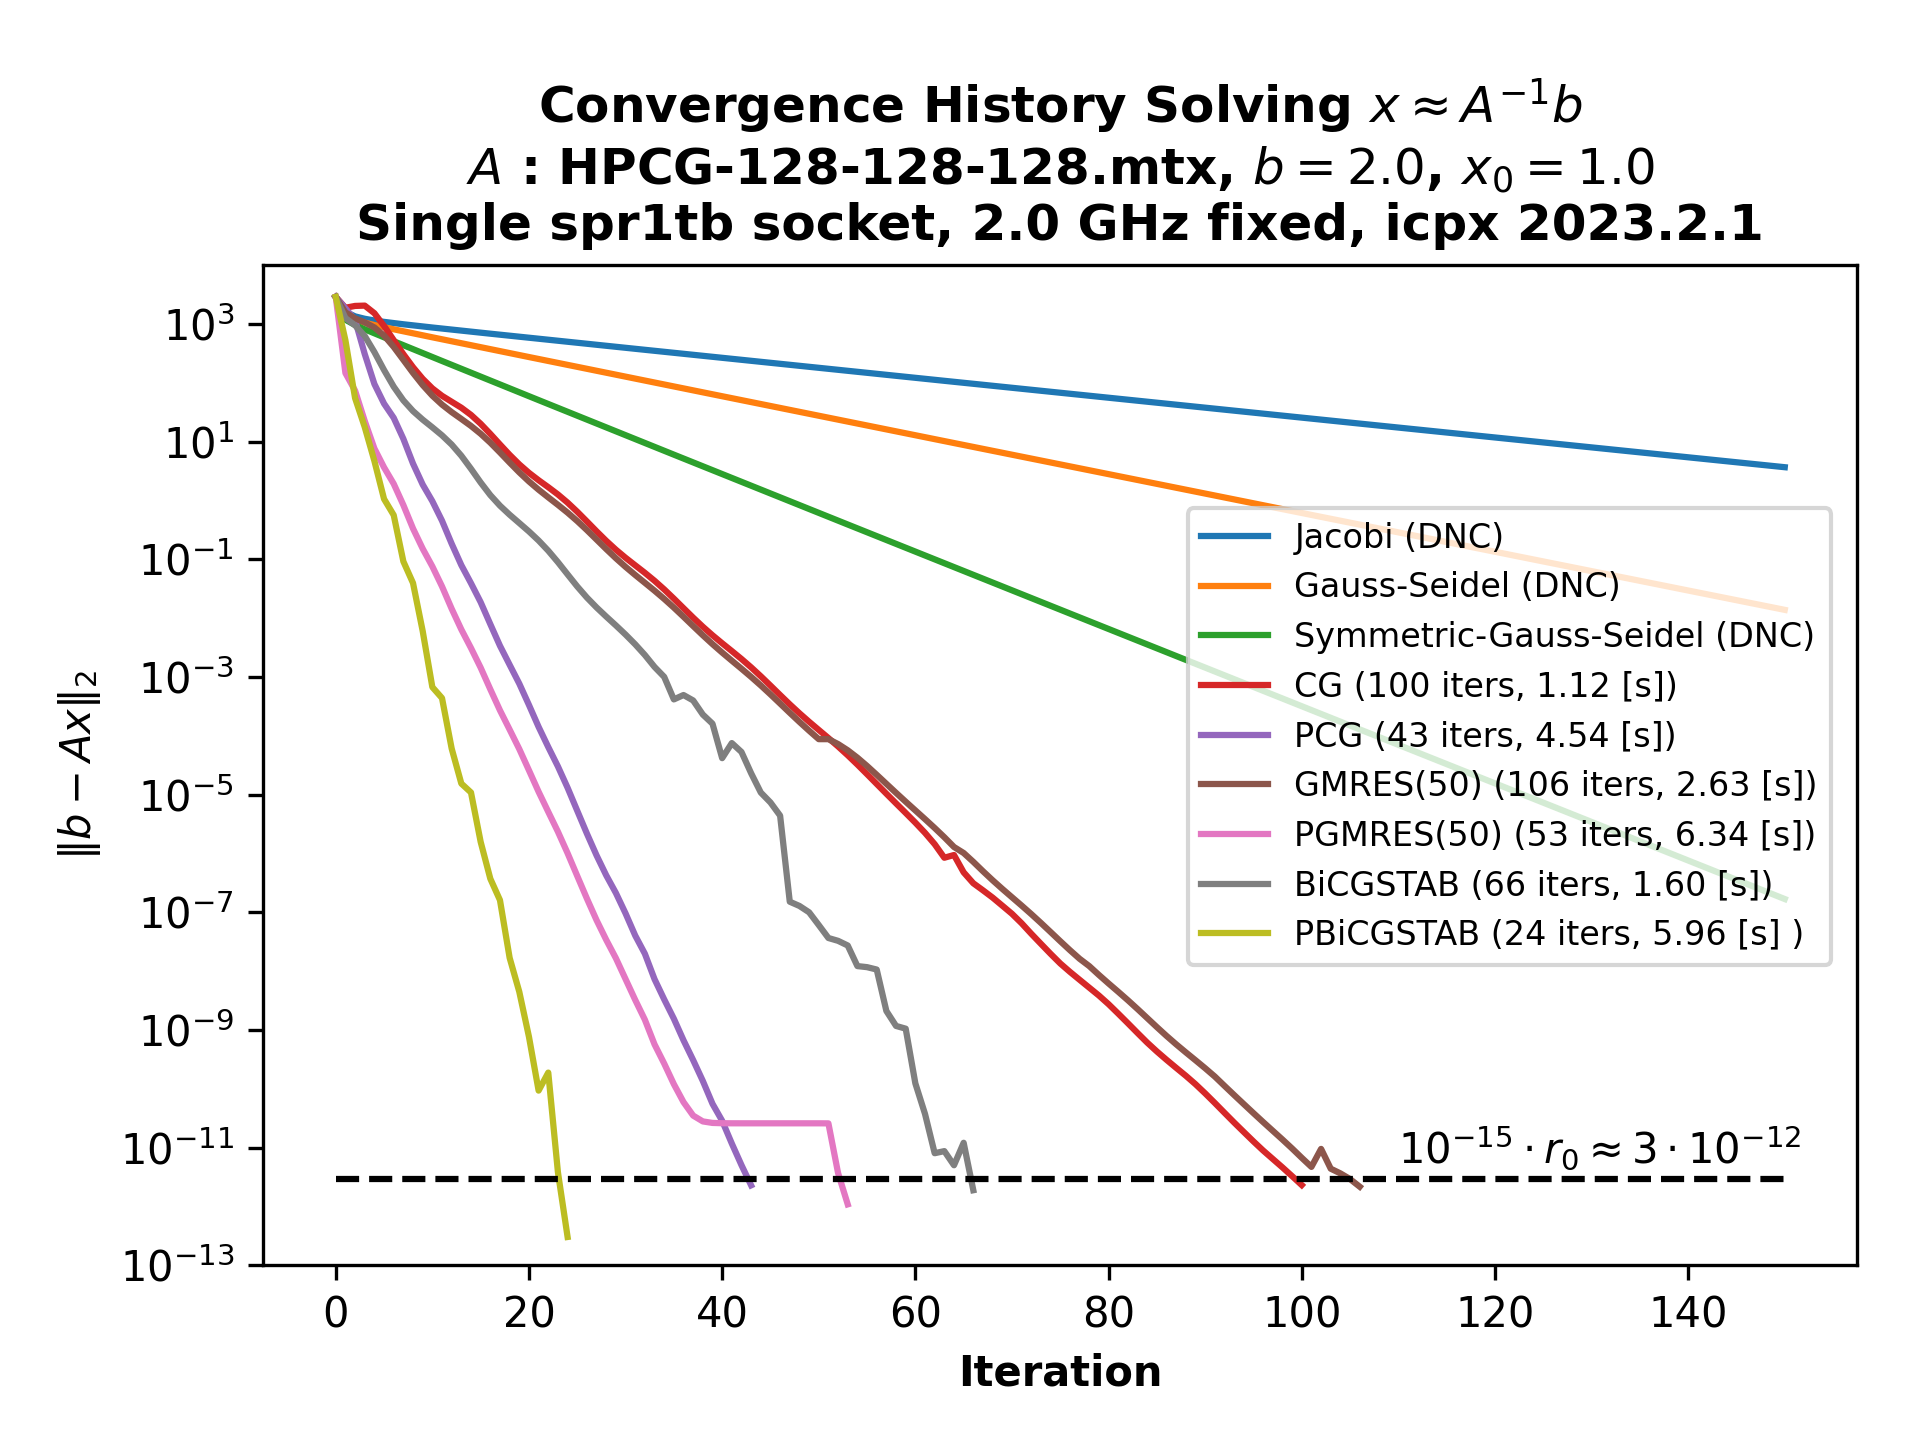 Convergence History Solving x ≈ A⁻¹b
A : HPCG-128-128-128.mtx, b = 2.0, x₀ = 1.0
Single spr1tb socket, 2.0 GHz fixed, icpx 2023.2.1
10³
10¹
10⁻¹
10⁻³
10⁻⁵
10⁻⁷
10⁻⁹
10⁻¹¹
10⁻¹³
‖b − Ax‖₂
Jacobi (DNC)
Gauss-Seidel (DNC)
Symmetric-Gauss-Seidel (DNC)
CG (100 iters, 1.12 [s])
PCG (43 iters, 4.54 [s])
GMRES(50) (106 iters, 2.63 [s])
PGMRES(50) (53 iters, 6.34 [s])
BiCGSTAB (66 iters, 1.60 [s])
PBiCGSTAB (24 iters, 5.96 [s] )
10⁻¹⁵ · r₀ ≈ 3 · 10⁻¹²
0 20 40 60 80 100 120 140
Iteration